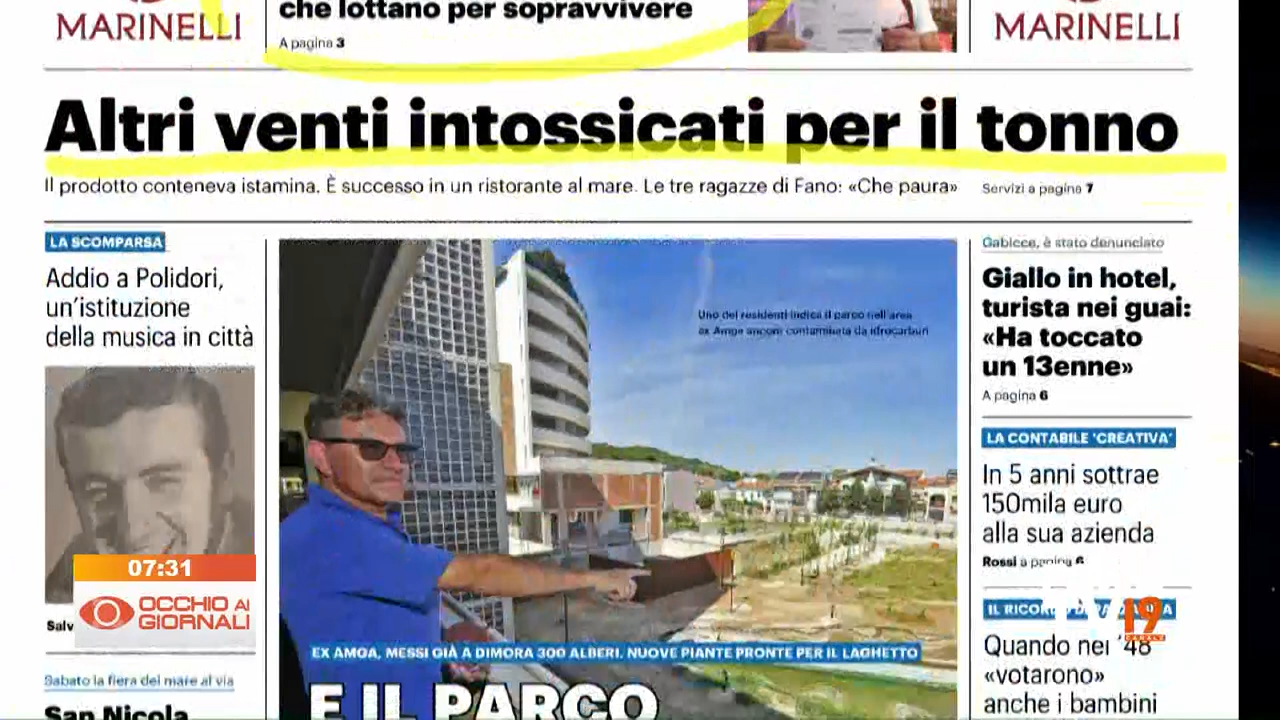 MARINELLI
che lottano per sopravvivere
A pagina 3
MARINELLI
Altri venti intossicati per il tonno
Il prodotto conteneva istamina. È successo in un ristorante al mare. Le tre ragazze di Fano: «Che paura»
Servizi a pagina 7
LA SCOMPARSA
Addio a Polidori,
un'istituzione
della musica in città
Salv
Sabato la fiera del mare al via
San Nicola
Uno dei residenti indica il parco nell'area
ex Amga ancora contaminata da idrocarburi
EX AMGA, MESSI GIÀ A DIMORA 300 ALBERI. NUOVE PIANTE PRONTE PER IL LAGHETTO
E IL PARCO
Gabicce, è stato denunciato
Giallo in hotel,
turista nei guai:
«Ha toccato
un 13enne»
A pagina 6
LA CONTABILE 'CREATIVA'
In 5 anni sottrae
150mila euro
alla sua azienda
Rossi a pagina 6
Quando nel '48
«votarono»
anche i bambini
07:31
OCCHIO AI
GIORNALI
19
CANALE